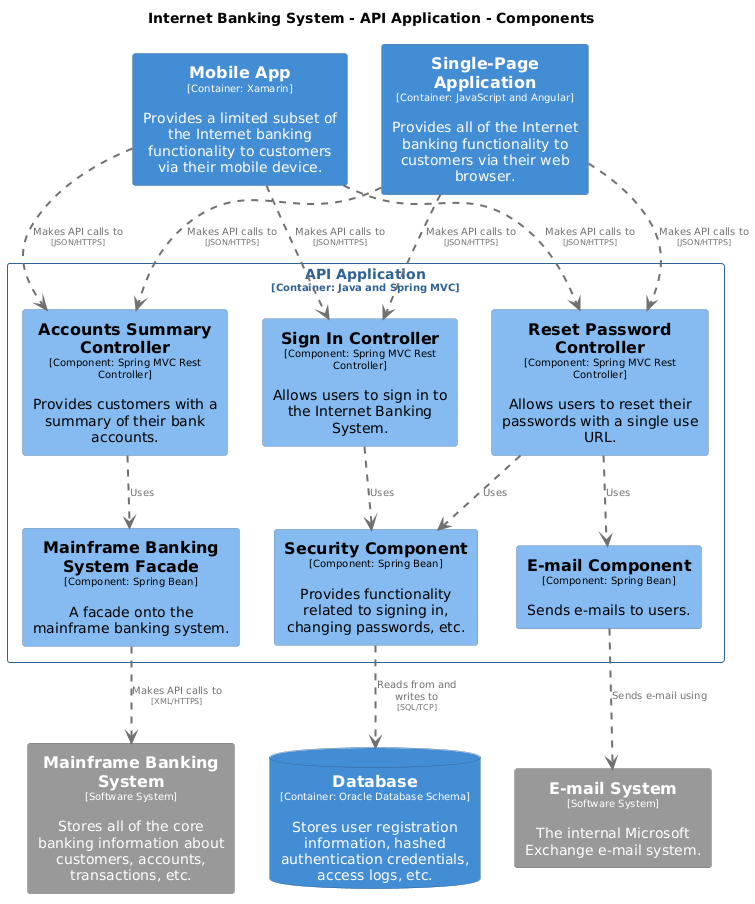 Internet Banking System - API Application - Components
Mobile App
[Container: Xamarin]
Provides a limited subset of
the Internet banking
functionality to customers
via their mobile device.
Single-Page
Application
[Container: JavaScript and Angular]
Provides all of the Internet
banking functionality to
customers via their web
browser.
Makes API calls to
[JSON/HTTPS]
Makes API calls to
[JSON/HTTPS]
Makes API calls to
[JSON/HTTPS]
Makes API calls to
[JSON/HTTPS]
Makes API calls to
[JSON/HTTPS]
Makes API calls to
[JSON/HTTPS]
API Application
[Container: Java and Spring MVC]
Accounts Summary
Controller
[Component: Spring MVC Rest
Controller]
Provides customers with a
summary of their bank
accounts.
Sign In Controller
[Component: Spring MVC Rest
Controller]
Allows users to sign in to
the Internet Banking
System.
Reset Password
Controller
[Component: Spring MVC Rest
Controller]
Allows users to reset their
passwords with a single use
URL.
Uses
Uses
Uses
Uses
Mainframe Banking
System Facade
[Component: Spring Bean]
A facade onto the
mainframe banking system.
Security Component
[Component: Spring Bean]
Provides functionality
related to signing in,
changing passwords, etc.
E-mail Component
[Component: Spring Bean]
Sends e-mails to users.
Makes API calls to
[XML/HTTPS]
Reads from and
writes to
[SQL/TCP]
Sends e-mail using
Mainframe Banking
System
[Software System]
Stores all of the core
banking information about
customers, accounts,
transactions, etc.
Database
[Container: Oracle Database Schema]
Stores user registration
information, hashed
authentication credentials,
access logs, etc.
E-mail System
[Software System]
The internal Microsoft
Exchange e-mail system.